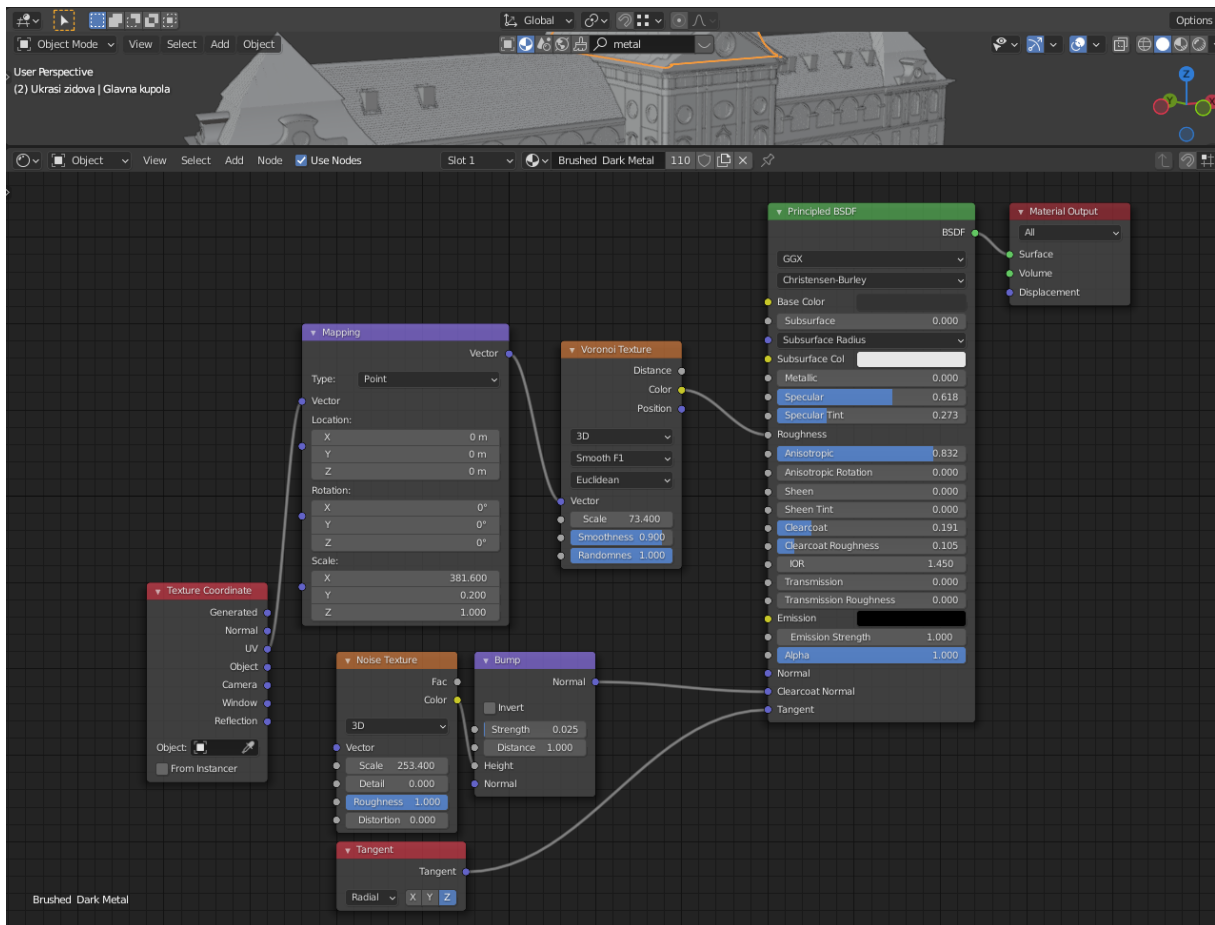 Global
Options
Object Mode View Select Add Object
metal
User Perspective
(2) Ukrasi zidova | Glavna kupola
Z
Y
X
Object View Select Add Node Use Nodes Slot 1 Brushed Dark Metal 110
Principled BSDF
BSDF
GGX
Christensen-Burley
Base Color
Subsurface 0.000
Subsurface Radius
Subsurface Col
Metallic 0.000
Specular 0.618
Specular Tint 0.273
Roughness
Anisotropic 0.832
Anisotropic Rotation 0.000
Sheen 0.000
Sheen Tint 0.000
Clearcoat 0.191
Clearcoat Roughness 0.105
IOR 1.450
Transmission 0.000
Transmission Roughness 0.000
Emission
Emission Strength 1.000
Alpha 1.000
Normal
Clearcoat Normal
Tangent
Material Output
All
Surface
Volume
Displacement
Mapping
Vector
Type: Point
Vector
Location:
X 0 m
Y 0 m
Z 0 m
Rotation:
X 0°
Y 0°
Z 0°
Scale:
X 381.600
Y 0.200
Z 1.000
Voronoi Texture
Distance
Color
Position
3D
Smooth F1
Euclidean
Vector
Scale 73.400
Smoothness 0.900
Randomnes 1.000
Texture Coordinate
Generated
Normal
UV
Object
Camera
Window
Reflection
Object:
From Instancer
Noise Texture
Fac
Color
3D
Vector
Scale 253.400
Detail 0.000
Roughness 1.000
Distortion 0.000
Bump
Normal
Invert
Strength 0.025
Distance 1.000
Height
Normal
Tangent
Tangent
Radial X Y Z
Brushed Dark Metal